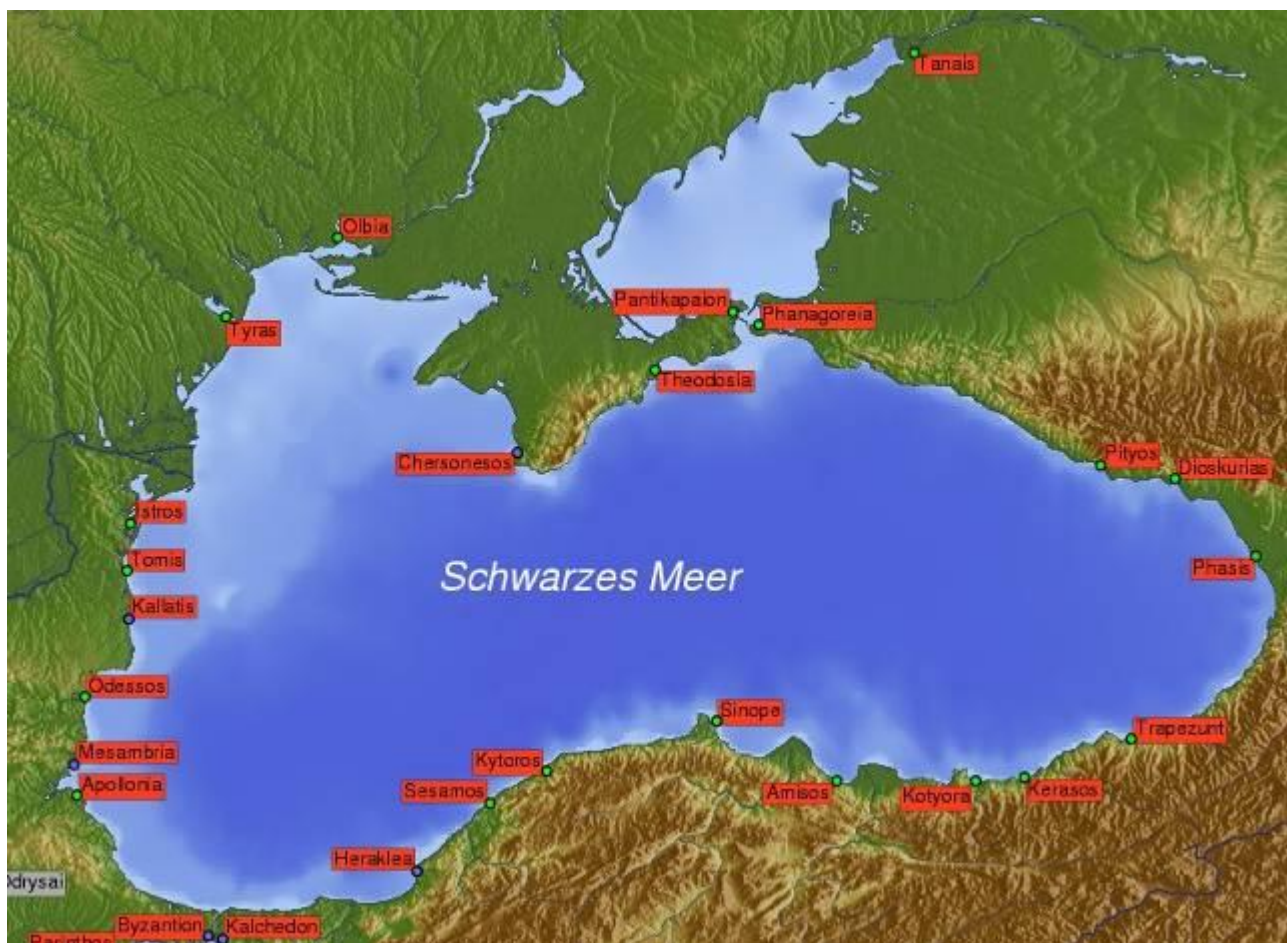 Tanais
Olbia
Pantikapaion
Phanagoreia
Tyras
Theodosia
Chersonesos
Pityos
Dioskurias
Istros
Tomis
Phasis
Schwarzes Meer
Kallatis
Odessos
Sinope
Trapezunt
Mesambria
Kytoros
Apollonia
Sesamos
Amisos
Kotyora
Kerasos
Heraklea
Odrysai
Byzantion
Kalchedon